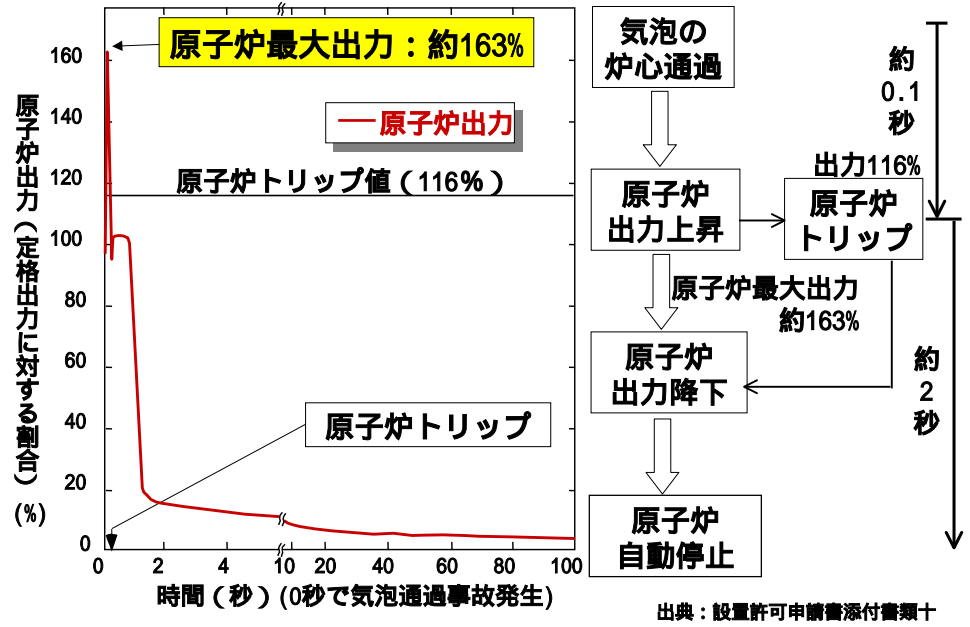 原子炉最大出力：約163%
原子炉出力
原子炉トリップ値（116%）
原子炉トリップ
原子炉出力（定格出力に対する割合）
(%)
160
140
120
100
80
60
40
20
0
0 2 4 6 10 20 40 60 80 100
時間（秒）(0秒で気泡通過事故発生)
気泡の
炉心通過
約
0.1
秒
出力116%
原子炉
出力上昇
原子炉
トリップ
原子炉最大出力
約163%
原子炉
出力降下
約
2
秒
原子炉
自動停止
出典：設置許可申請書添付書類十